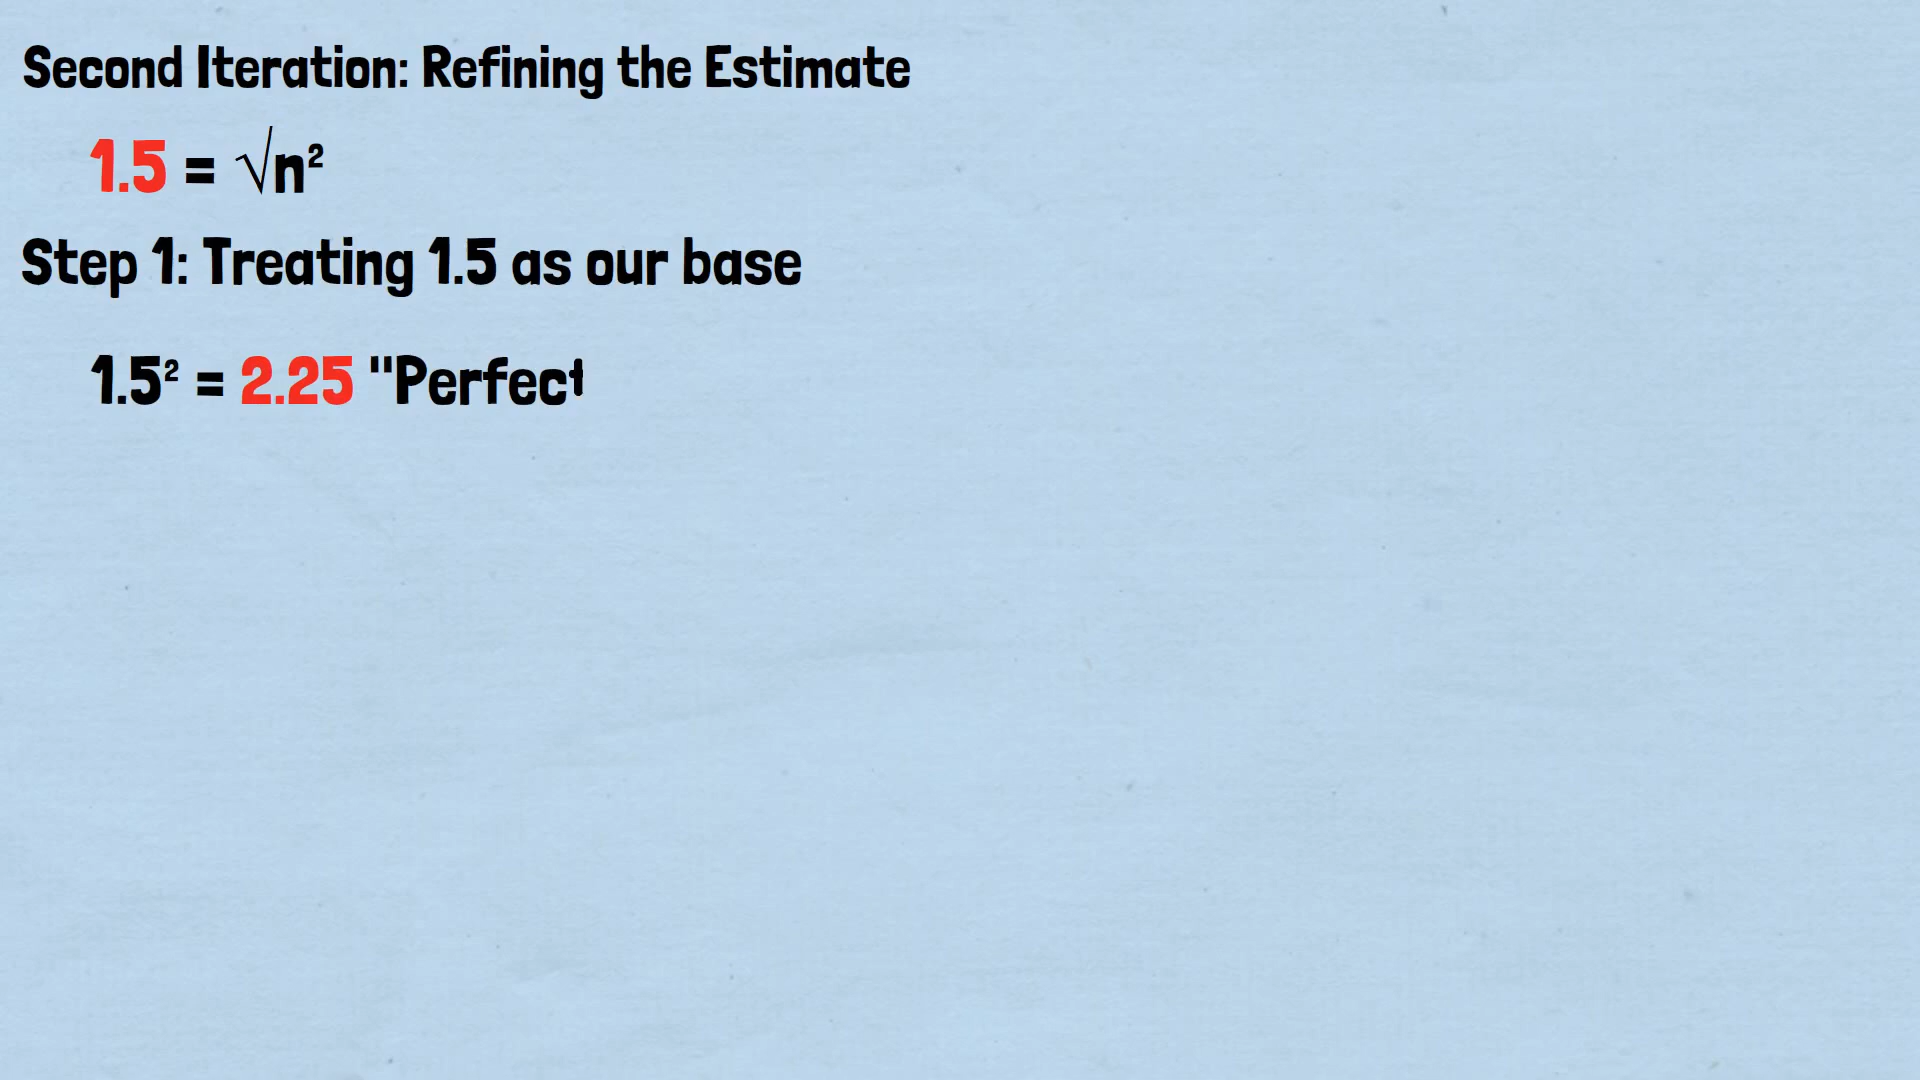 Second Iteration: Refining the Estimate
1.5 = √n²
Step 1: Treating 1.5 as our base
1.5² = 2.25 "Perfect